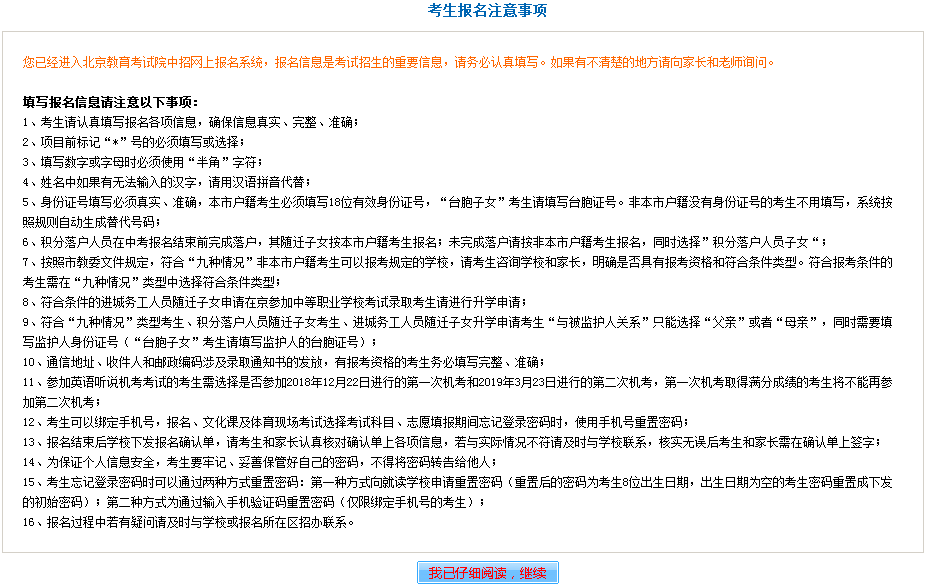 考生报名注意事项
您已经进入北京教育考试院中招网上报名系统，报名信息是考试招生的重要信息，请务必认真填写。如果有不清楚的地方请向家长和老师询问。
填写报名信息请注意以下事项：
1、考生请认真填写报名各项信息，确保信息真实、完整、准确；
2、项目前标记“*”号的必须填写或选择；
3、填写数字或字母时必须使用“半角”字符；
4、姓名中如果有无法输入的汉字，请用汉语拼音代替；
5、身份证号填写必须真实、准确，本市户籍考生必须填写18位有效身份证号，“台胞子女”考生请填写台胞证号。非本市户籍没有身份证号的考生不用填写，系统按
照规则自动生成替代号码；
6、积分落户人员在中考报名结束前完成落户，其随迁子女按本市户籍考生报名；未完成落户请按非本市户籍考生报名，同时选择”积分落户人员子女“；
7、按照市教委文件规定，符合“九种情况”非本市户籍考生可以报考规定的学校，请考生咨询学校和家长，明确是否具有报考资格和符合条件类型。符合报考条件的
考生需在“九种情况”类型中选择符合条件类型；
8、符合条件的进城务工人员随迁子女申请在京参加中等职业学校考试录取考生请进行升学申请；
9、符合“九种情况”类型考生、积分落户人员随迁子女考生、进城务工人员随迁子女升学申请考生“与被监护人关系”只能选择“父亲”或者“母亲”，同时需要填
写监护人身份证号（“台胞子女”考生请填写监护人的台胞证号）；
10、通信地址、收件人和邮政编码涉及录取通知书的发放，有报考资格的考生务必填写完整、准确；
11、参加英语听说机考考试的考生需选择是否参加2018年12月22日进行的第一次机考和2019年3月23日进行的第二次机考，第一次机考取得满分成绩的考生将不能再参
加第二次机考；
12、考生可以绑定手机号，报名、文化课及体育现场考试选择考试科目、志愿填报期间忘记登录密码时，使用手机号重置密码；
13、报名结束后学校下发报名确认单，请考生和家长认真核对确认单上各项信息，若与实际情况不符请及时与学校联系，核实无误后考生和家长需在确认单上签字；
14、为保证个人信息安全，考生要牢记、妥善保管好自己的密码，不得将密码转告给他人；
15、考生忘记登录密码时可以通过两种方式重置密码：第一种方式向就读学校申请重置密码（重置后的密码为考生8位出生日期，出生日期为空的考生密码重置成下发
的初始密码）；第二种方式为通过输入手机验证码重置密码（仅限绑定手机号的考生）；
16、报名过程中若有疑问请及时与学校或报名所在区招办联系。
我已仔细阅读，继续